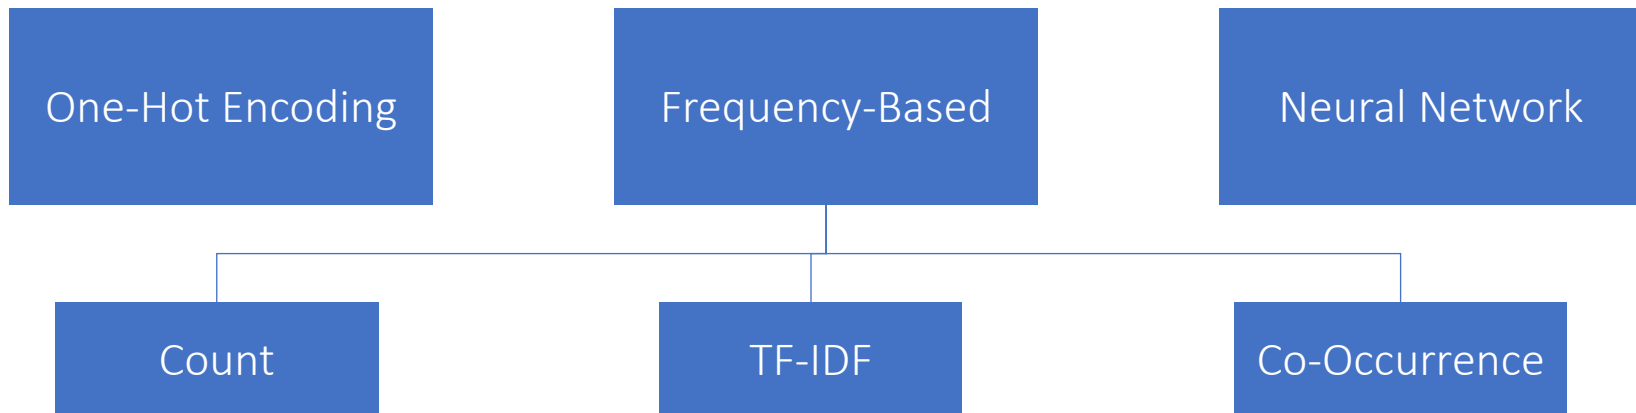 One-Hot Encoding
Frequency-Based
Neural Network
Count
TF-IDF
Co-Occurrence